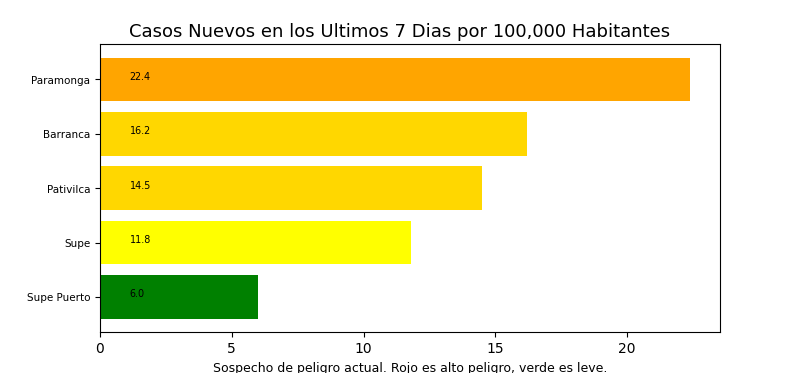 Casos Nuevos en los Ultimos 7 Dias por 100,000 Habitantes
Paramonga 22.4
Barranca 16.2
Pativilca 14.5
Supe 11.8
Supe Puerto 6.0
0 5 10 15 20
Sospecho de peligro actual. Rojo es alto peligro, verde es leve.